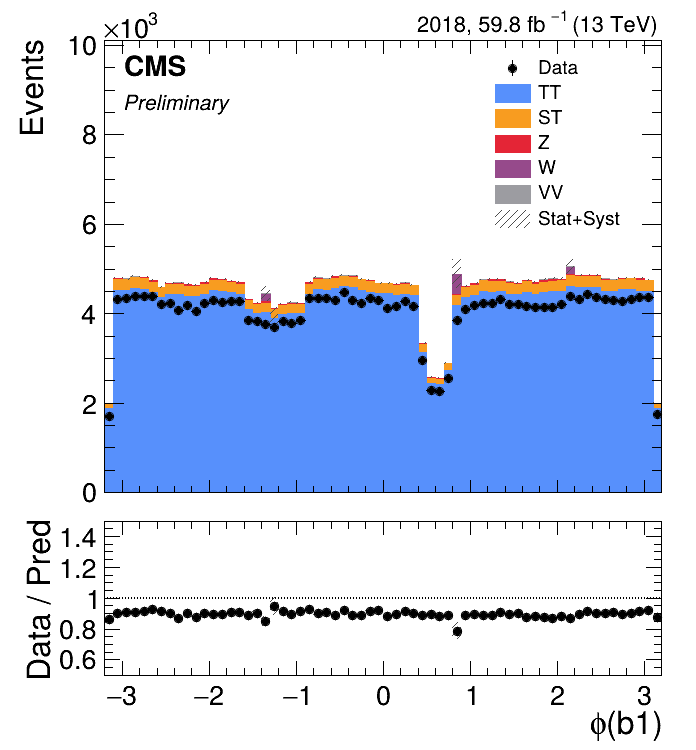 ×10³
2018, 59.8 fb⁻¹ (13 TeV)
CMS
Preliminary
Events
10
8
6
4
2
0
Data
TT
ST
Z
W
VV
Stat+Syst
Data / Pred
1.4
1.2
1
0.8
0.6
−3 −2 −1 0 1 2 3
ϕ(b1)